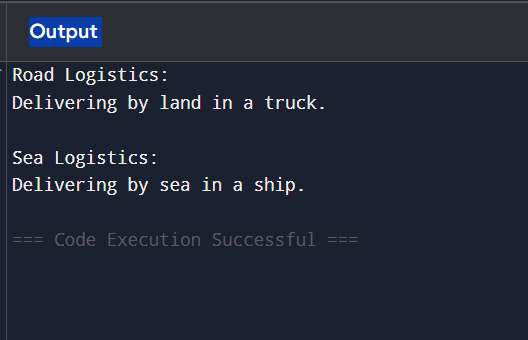 Output
Road Logistics:
Delivering by land in a truck.
Sea Logistics:
Delivering by sea in a ship.
=== Code Execution Successful ===